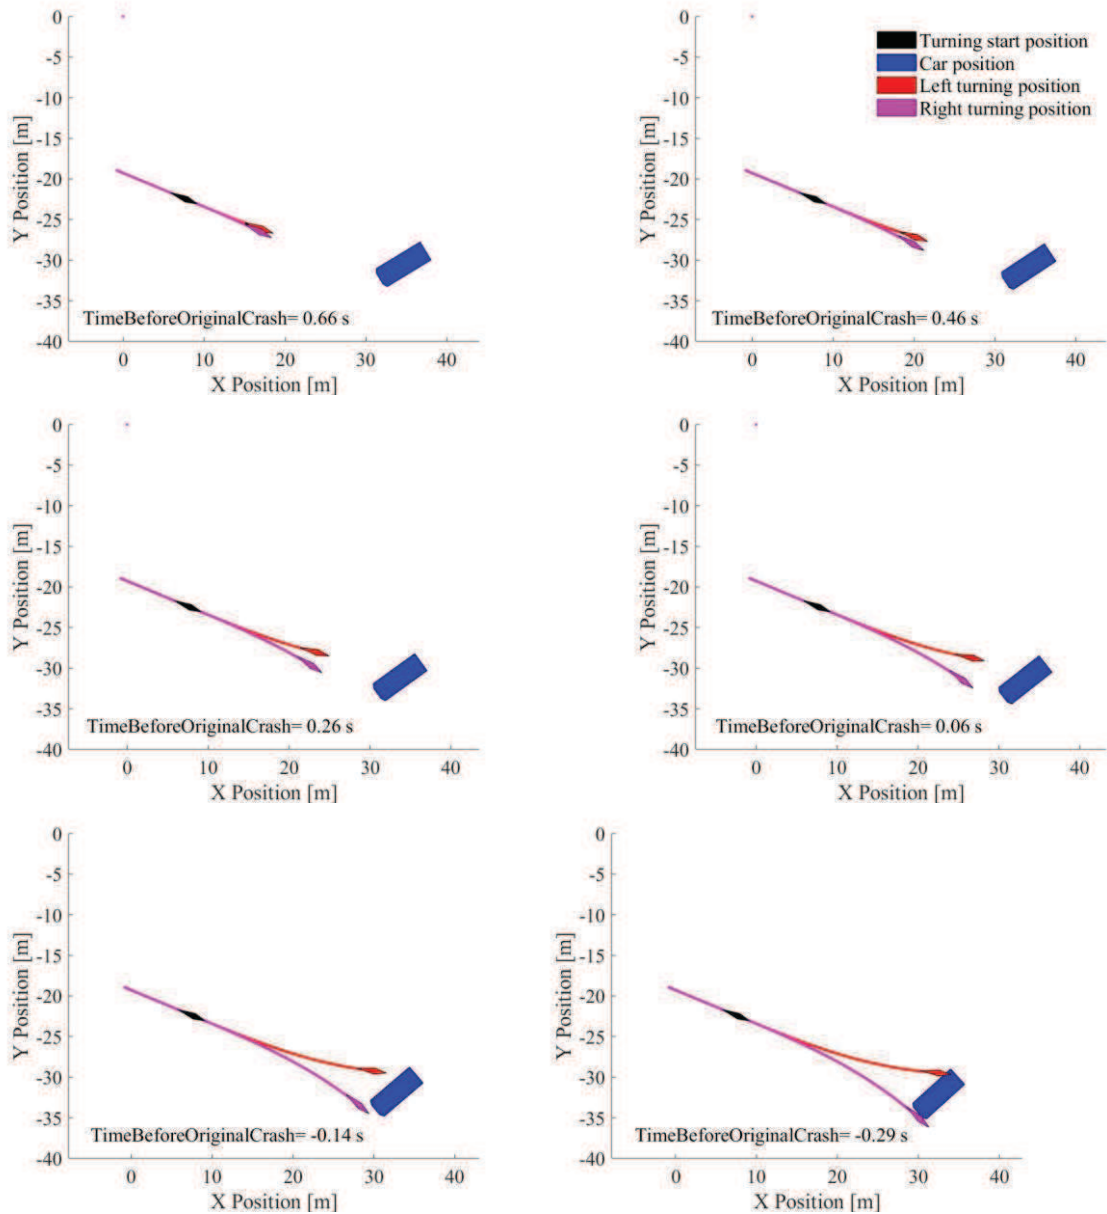 0
-5
-10
-15
-20
-25
-30
-35
-40
Y Position [m]
TimeBeforeOriginalCrash= 0.66 s
0 10 20 30 40
X Position [m]
0
-5
-10
-15
-20
-25
-30
-35
-40
Y Position [m]
Turning start position
Car position
Left turning position
Right turning position
TimeBeforeOriginalCrash= 0.46 s
0 10 20 30 40
X Position [m]
0
-5
-10
-15
-20
-25
-30
-35
-40
Y Position [m]
TimeBeforeOriginalCrash= 0.26 s
0 10 20 30 40
X Position [m]
0
-5
-10
-15
-20
-25
-30
-35
-40
Y Position [m]
TimeBeforeOriginalCrash= 0.06 s
0 10 20 30 40
X Position [m]
0
-5
-10
-15
-20
-25
-30
-35
-40
Y Position [m]
TimeBeforeOriginalCrash= -0.14 s
0 10 20 30 40
X Position [m]
0
-5
-10
-15
-20
-25
-30
-35
-40
Y Position [m]
TimeBeforeOriginalCrash= -0.29 s
0 10 20 30 40
X Position [m]